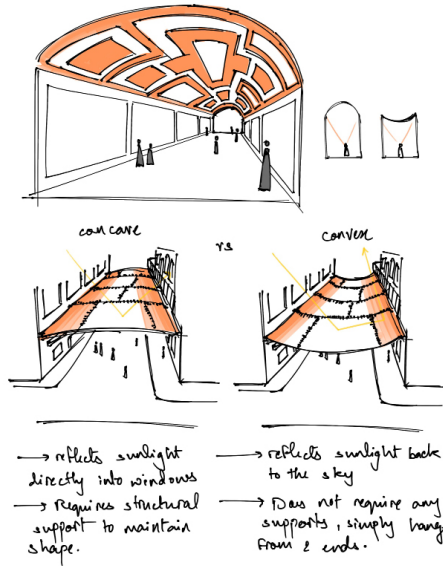 concave
vs
convex
→ reflects sunlight
directly into windows
→ Requires structural
support to maintain
shape.
→ reflects sunlight back
to the sky
→ Does not require any
supports, simply hang
from 2 ends.